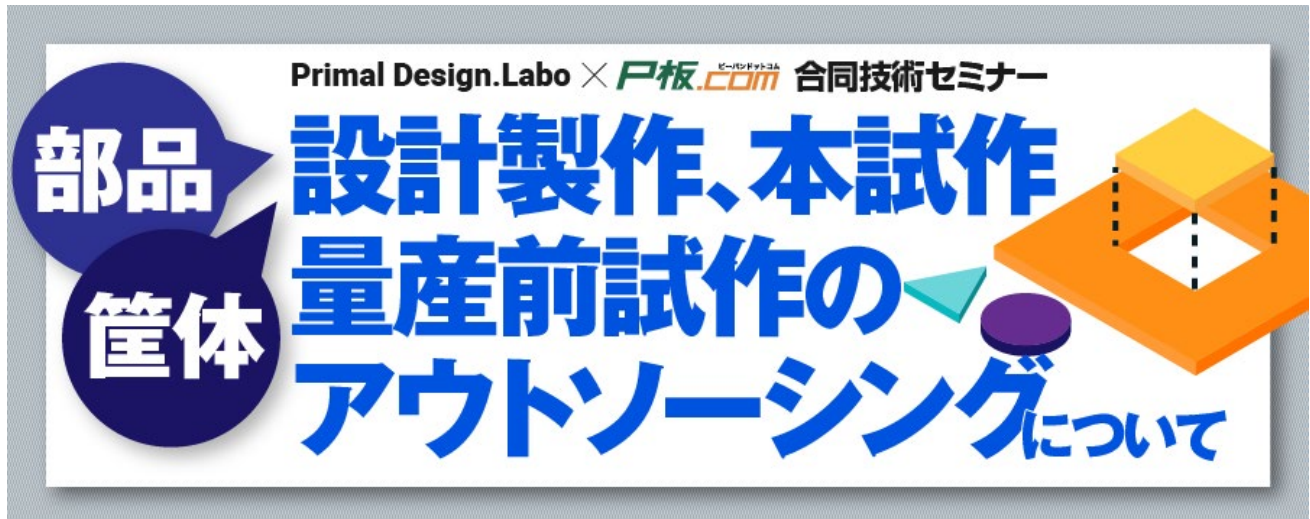 Primal Design.Labo × P板.com 合同技術セミナー
ピーバンドットコム
部品
筐体
設計製作、本試作
量産前試作の
アウトソーシングについて